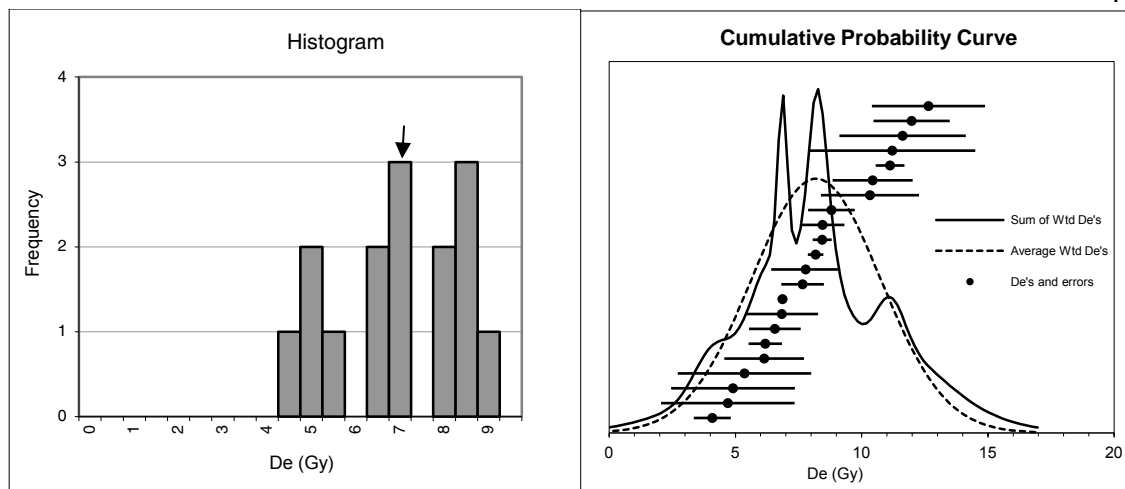 Histogram
4
3
2
1
0
Frequency
0 1 2 3 4 5 6 7 8 9
De (Gy)
Cumulative Probability Curve
Sum of Wtd De's
Average Wtd De's
De's and errors
0 5 10 15 20
De (Gy)